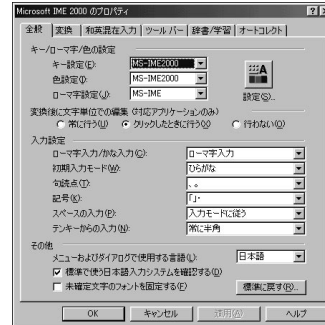 Microsoft IME 2000 のプロパティ
全般 変換 和英混在入力 ツール バー 辞書/学習 オートコレクト
キー/ローマ字/色の設定
キー設定(E): MS-IME2000
色設定(D): MS-IME2000
ローマ字設定(J): MS-IME
設定(G)...
変換後に文字単位での編集 (対応アプリケーションのみ)
常に行う(U) クリックしたときに行う(X) 行わない(O)
入力設定
ローマ字入力/かな入力(C): ローマ字入力
初期入力モード(W): ひらがな
句読点(T): 、。
記号(K): 「」・
スペースの入力(P): 入力モードに従う
テンキーからの入力(N): 常に半角
その他
メニューおよびダイアログで使用する言語(L): 日本語
標準で使う日本語入力システムを確認する(D)
未確定文字のフォントを固定する(F) 標準に戻す(R)...
OK キャンセル 適用(A) ヘルプ